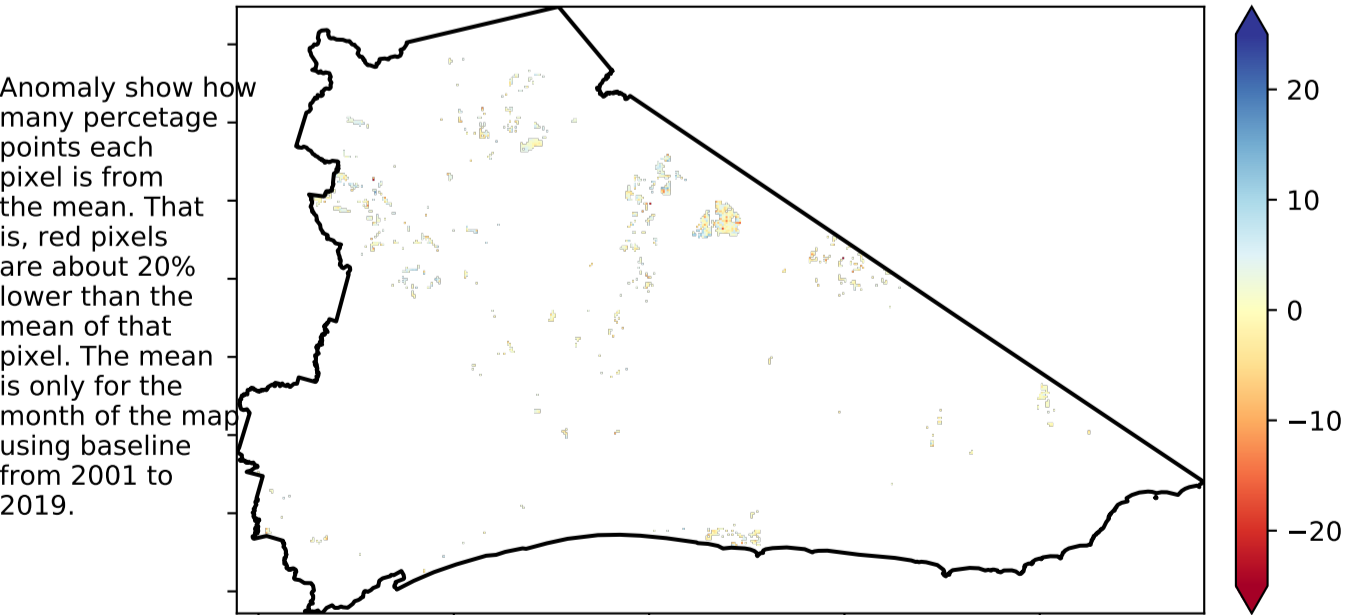 Anomaly show how
many percetage
points each
pixel is from
the mean. That
is, red pixels
are about 20%
lower than the
mean of that
pixel. The mean
is only for the
month of the map
using baseline
from 2001 to
2019.
20
10
0
−10
−20